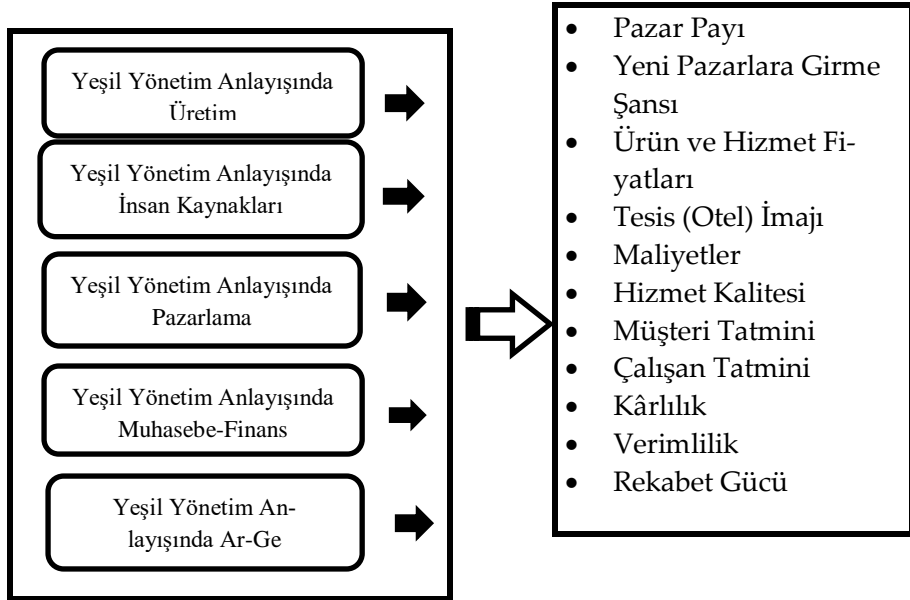 Yeşil Yönetim Anlayışında
Üretim
Yeşil Yönetim Anlayışında
İnsan Kaynakları
Yeşil Yönetim Anlayışında
Pazarlama
Yeşil Yönetim Anlayışında
Muhasebe-Finans
Yeşil Yönetim An-
layışında Ar-Ge
• Pazar Payı
• Yeni Pazarlara Girme
Şansı
• Ürün ve Hizmet Fi-
yatları
• Tesis (Otel) İmajı
• Maliyetler
• Hizmet Kalitesi
• Müşteri Tatmini
• Çalışan Tatmini
• Kârlılık
• Verimlilik
• Rekabet Gücü